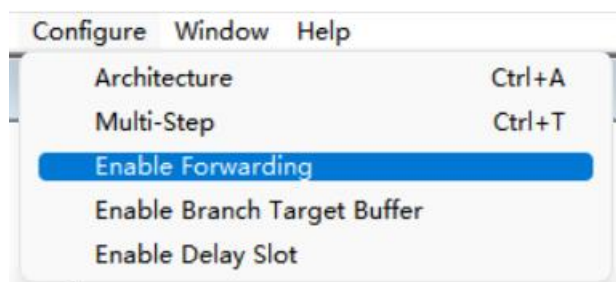 Configure Window Help
Architecture Ctrl+A
Multi-Step Ctrl+T
Enable Forwarding
Enable Branch Target Buffer
Enable Delay Slot